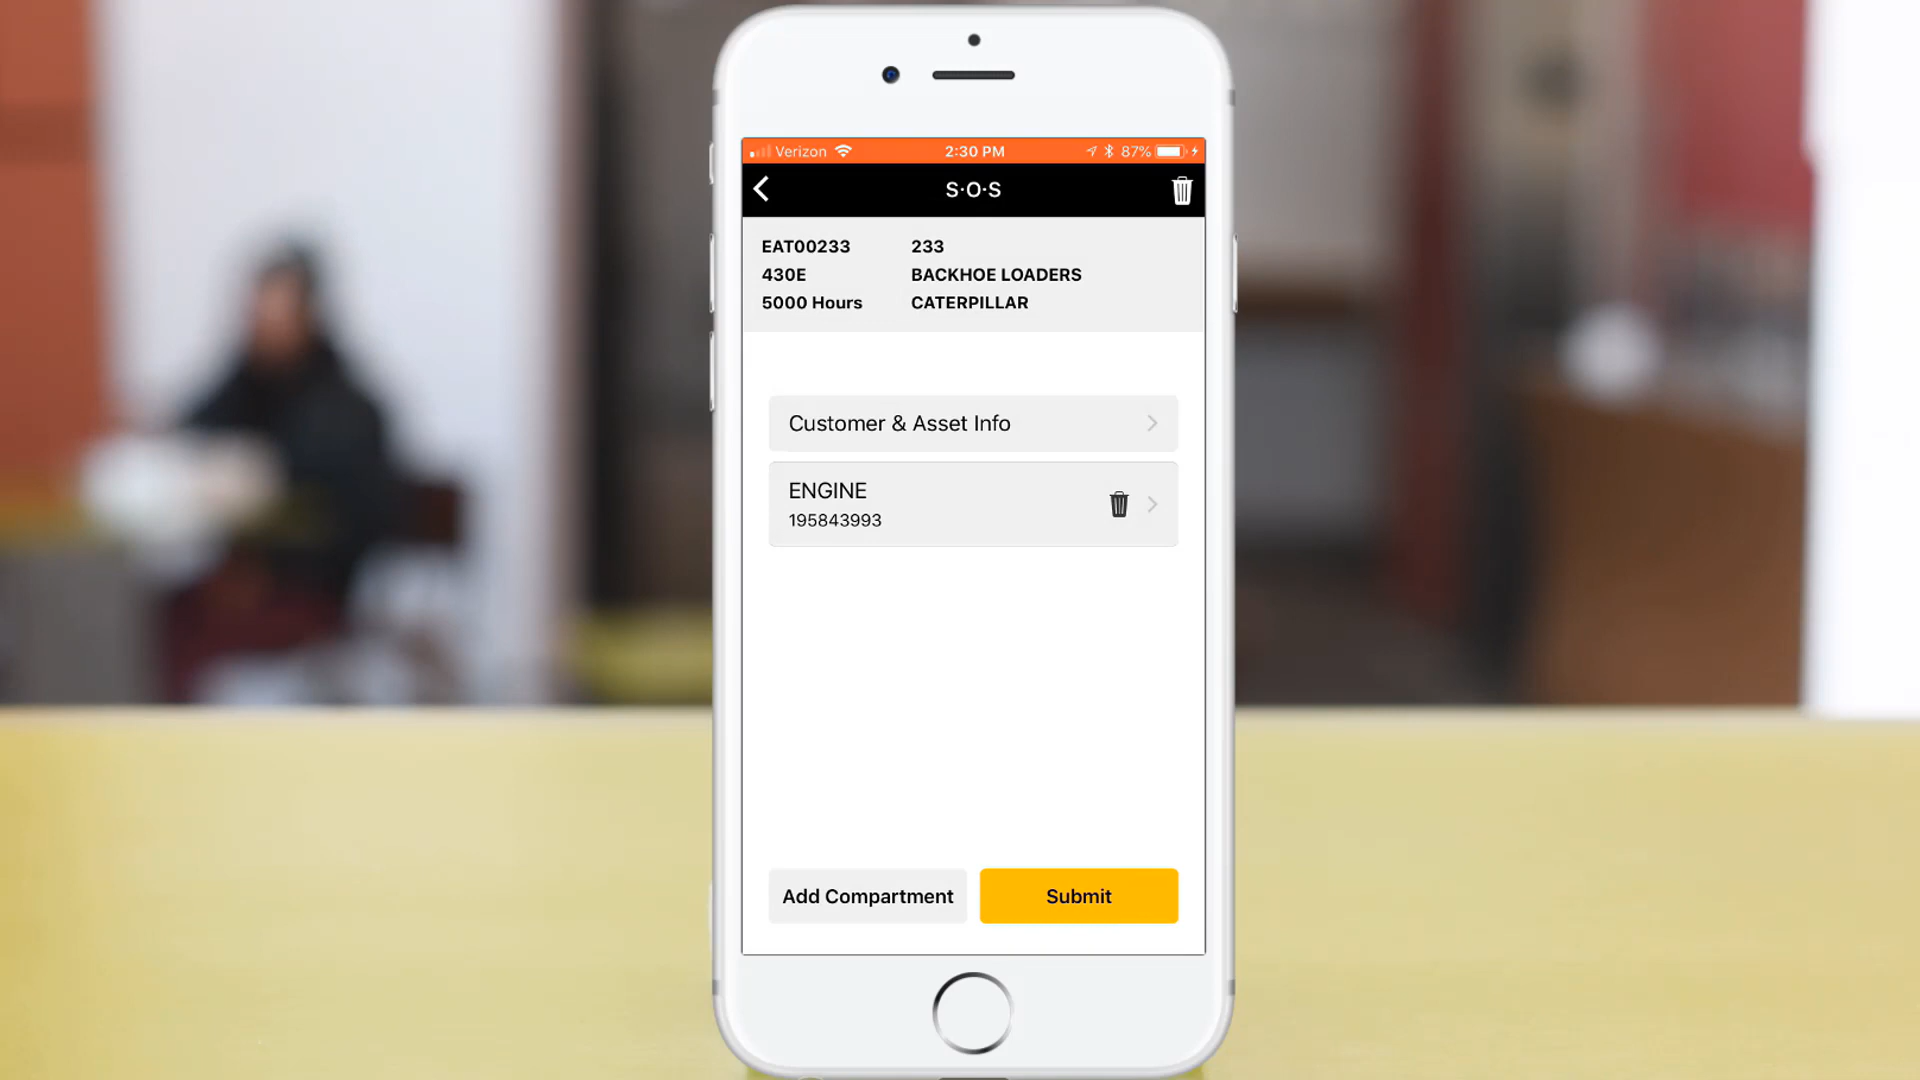 Verizon 2:30 PM 87%
S·O·S
EAT00233 233
430E BACKHOE LOADERS
5000 Hours CATERPILLAR
Customer & Asset Info
ENGINE
195843993
Add Compartment Submit